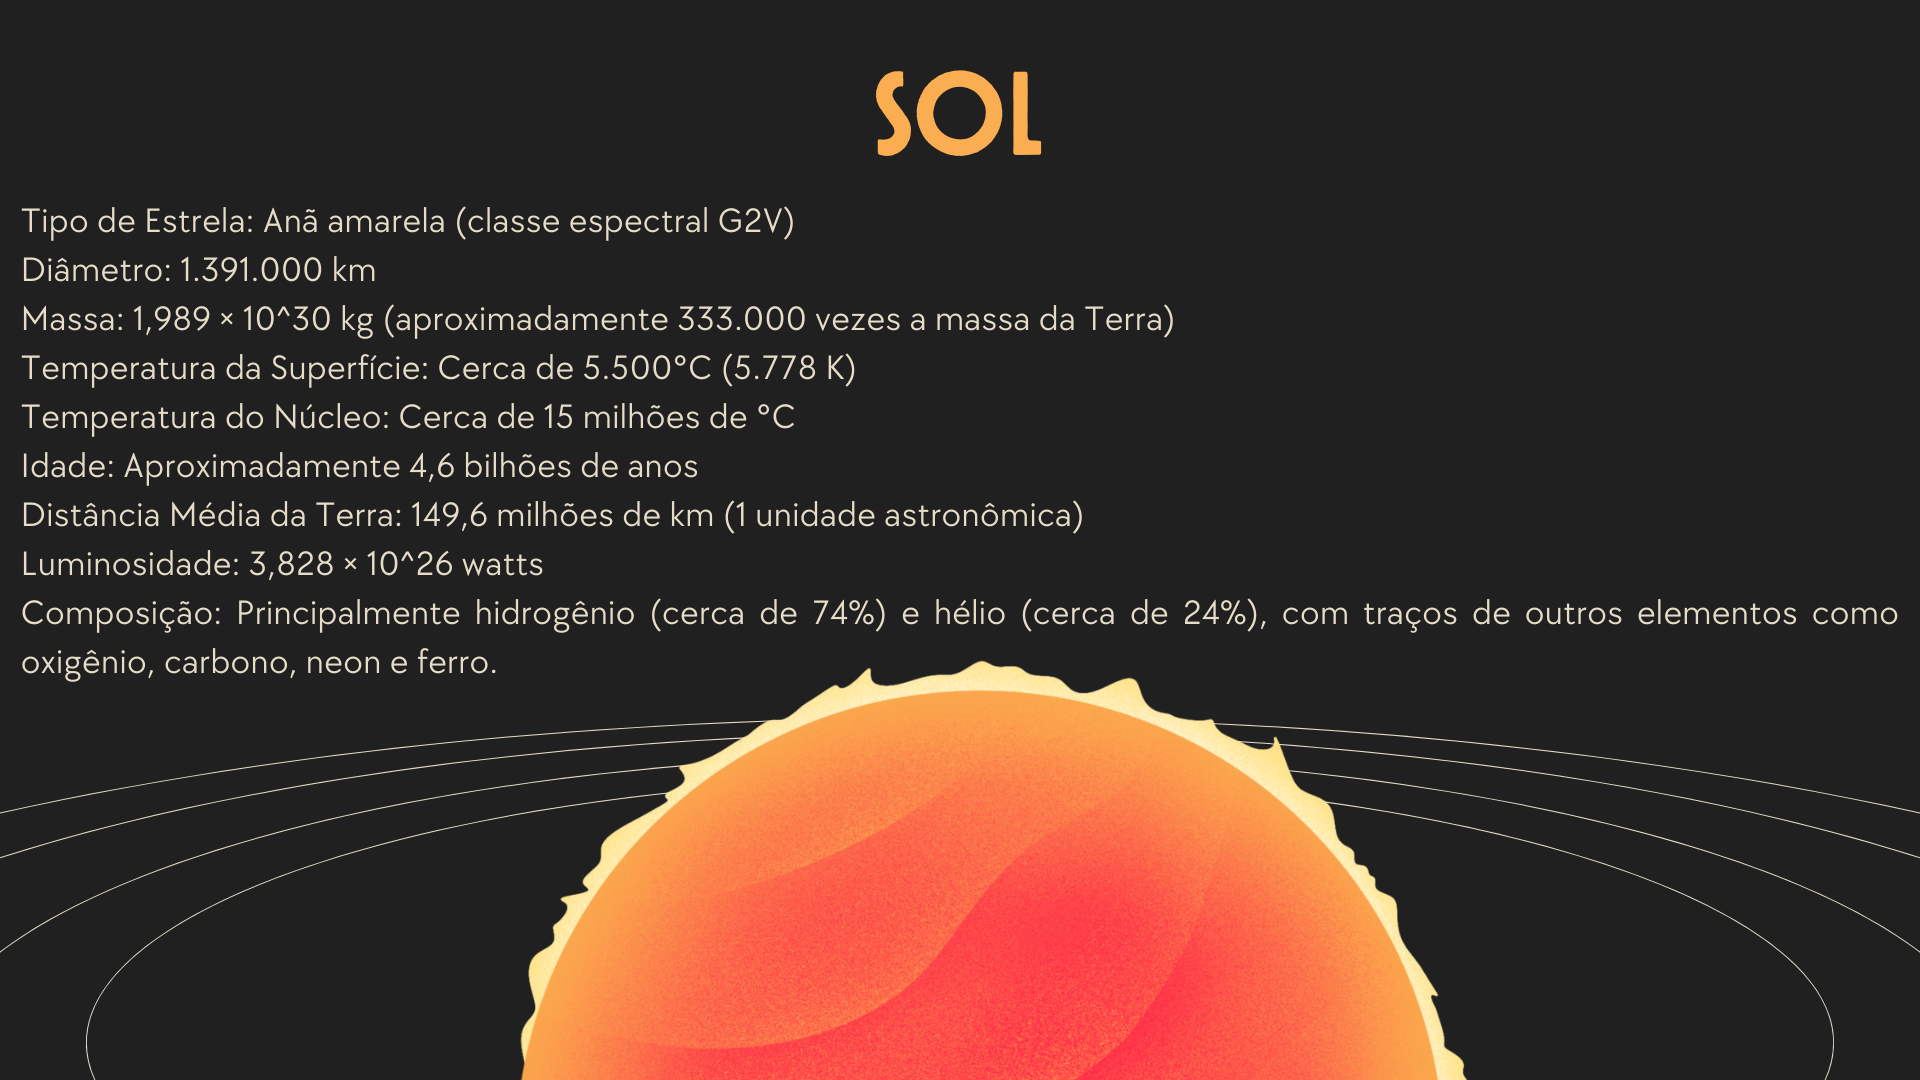 SOL
Tipo de Estrela: Anã amarela (classe espectral G2V)
Diâmetro: 1.391.000 km
Massa: 1,989 × 10^30 kg (aproximadamente 333.000 vezes a massa da Terra)
Temperatura da Superfície: Cerca de 5.500°C (5.778 K)
Temperatura do Núcleo: Cerca de 15 milhões de °C
Idade: Aproximadamente 4,6 bilhões de anos
Distância Média da Terra: 149,6 milhões de km (1 unidade astronômica)
Luminosidade: 3,828 × 10^26 watts
Composição: Principalmente hidrogênio (cerca de 74%) e hélio (cerca de 24%), com traços de outros elementos como
oxigênio, carbono, neon e ferro.